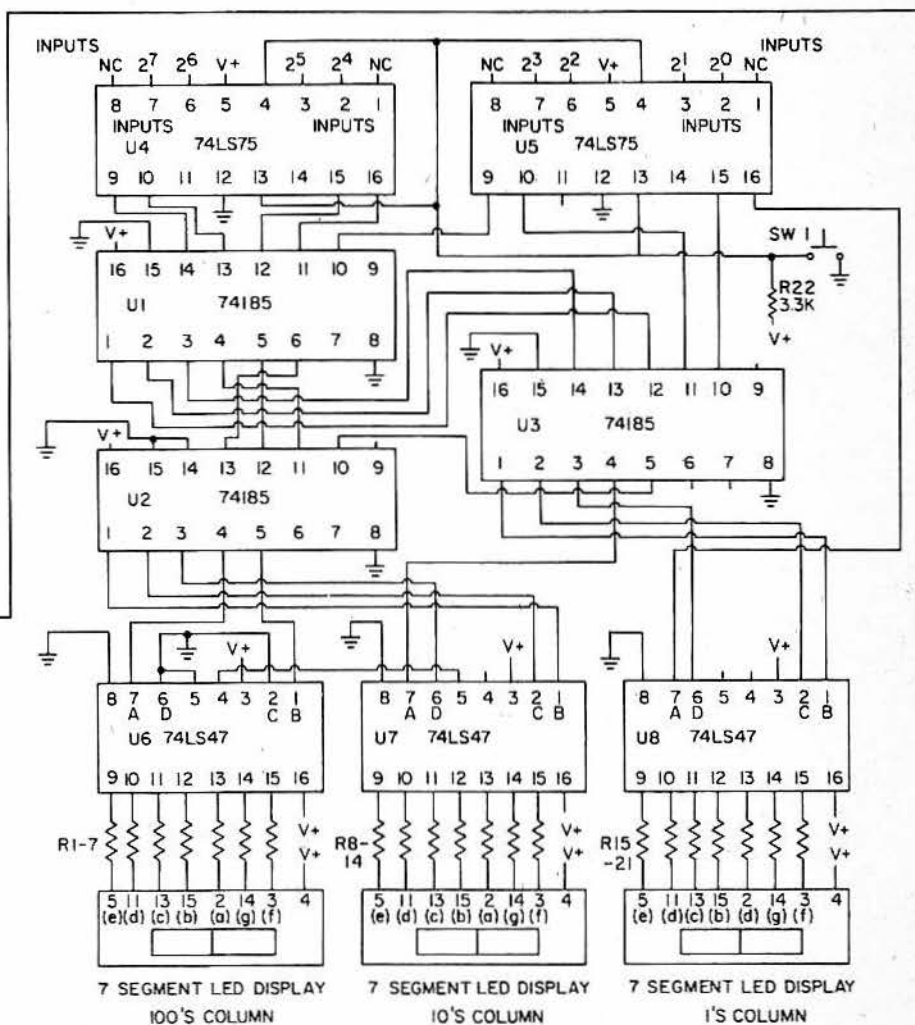 INPUTS INPUTS
NC 2⁷ 2⁶ V+ 2⁵ 2⁴ NC NC 2³ 2² V+ 2¹ 2⁰ NC
8 7 6 5 4 3 2 1 8 7 6 5 4 3 2 1
INPUTS INPUTS INPUTS INPUTS
U4 74LS75 U5 74LS75
9 10 11 12 13 14 15 16 9 10 11 12 13 14 15 16
V+ SW 1
16 15 14 13 12 11 10 9
U1 74185
R22
3.3K
V+
1 2 3 4 5 6 7 8
V+
16 15 14 13 12 11 10 9
U3 74185
1 2 3 4 5 6 7 8
V+
16 15 14 13 12 11 10 9
U2 74185
1 2 3 4 5 6 7 8
V+ V+ V+
8 7 6 5 4 3 2 1 8 7 6 5 4 3 2 1 8 7 6 5 4 3 2 1
A D C B A D C B A D C B
U6 74LS47 U7 74LS47 U8 74LS47
9 10 11 12 13 14 15 16 9 10 11 12 13 14 15 16 9 10 11 12 13 14 15 16
V+ V+ V+
R1-7 R8-14 R15-21
V+ V+ V+
5 11 13 15 2 14 3 4 5 11 13 15 2 14 3 4 5 11 13 15 2 14 3 4
(e) (d) (c) (b) (a) (g) (f) (e) (d) (c) (b) (a) (g) (f) (e) (d) (c) (b) (d) (g) (f)
7 SEGMENT LED DISPLAY 7 SEGMENT LED DISPLAY 7 SEGMENT LED DISPLAY
100'S COLUMN 10'S COLUMN 1'S COLUMN